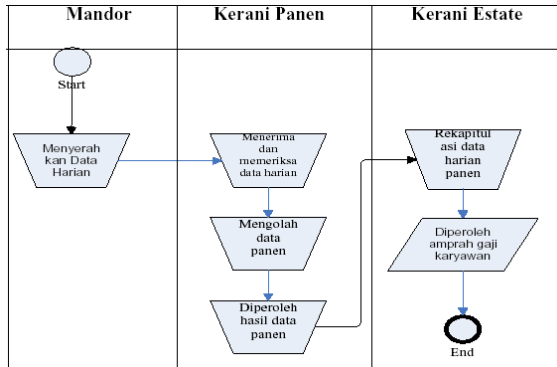 Mandor
Kerani Panen
Kerani Estate
Start
Menyerah
kan Data
Harian
Menerima
dan
memeriksa
data harian
Mengolah
data
panen
Diperoleh
hasil data
panen
Rekapitul
asi data
harian
panen
Diperoleh
amprah gaji
karyawan
End